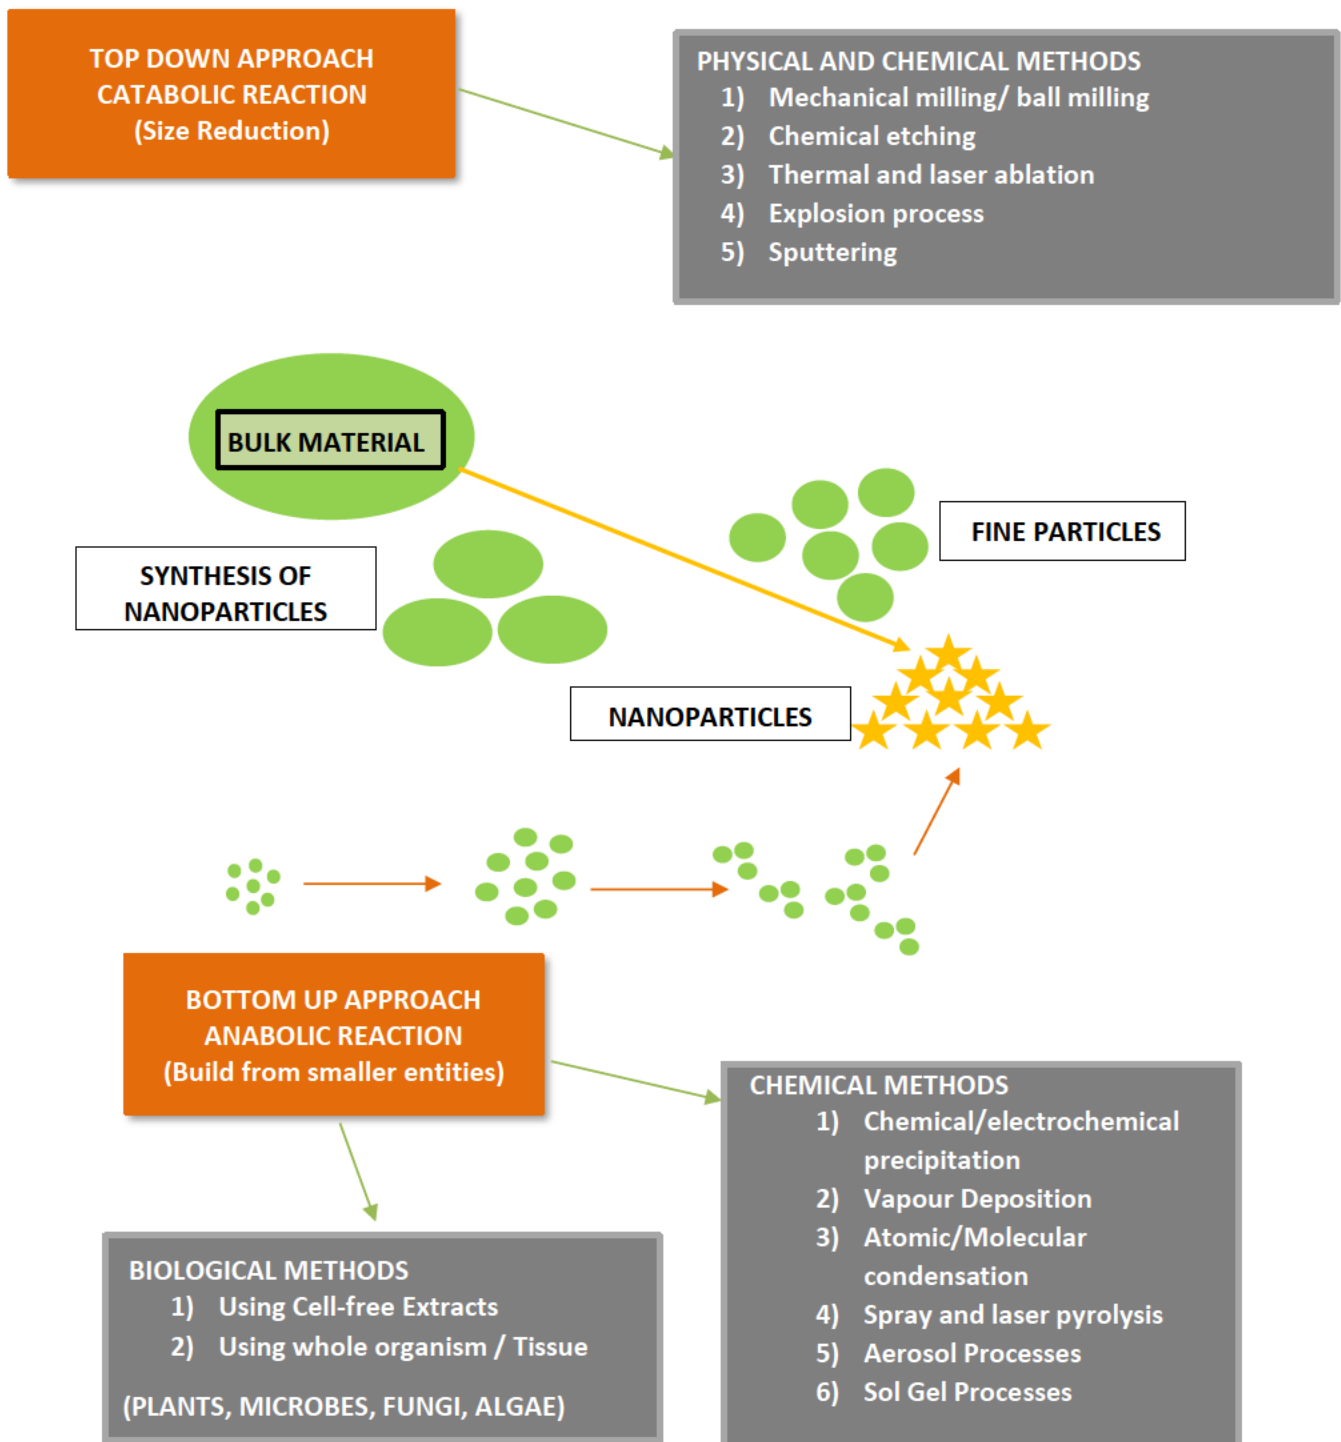 TOP DOWN APPROACH
CATABOLIC REACTION
(Size Reduction)
PHYSICAL AND CHEMICAL METHODS
1) Mechanical milling/ ball milling
2) Chemical etching
3) Thermal and laser ablation
4) Explosion process
5) Sputtering
BULK MATERIAL
FINE PARTICLES
SYNTHESIS OF
NANOPARTICLES
NANOPARTICLES
BOTTOM UP APPROACH
ANABOLIC REACTION
(Build from smaller entities)
CHEMICAL METHODS
1) Chemical/electrochemical
precipitation
2) Vapour Deposition
3) Atomic/Molecular
condensation
4) Spray and laser pyrolysis
5) Aerosol Processes
6) Sol Gel Processes
BIOLOGICAL METHODS
1) Using Cell-free Extracts
2) Using whole organism / Tissue
(PLANTS, MICROBES, FUNGI, ALGAE)